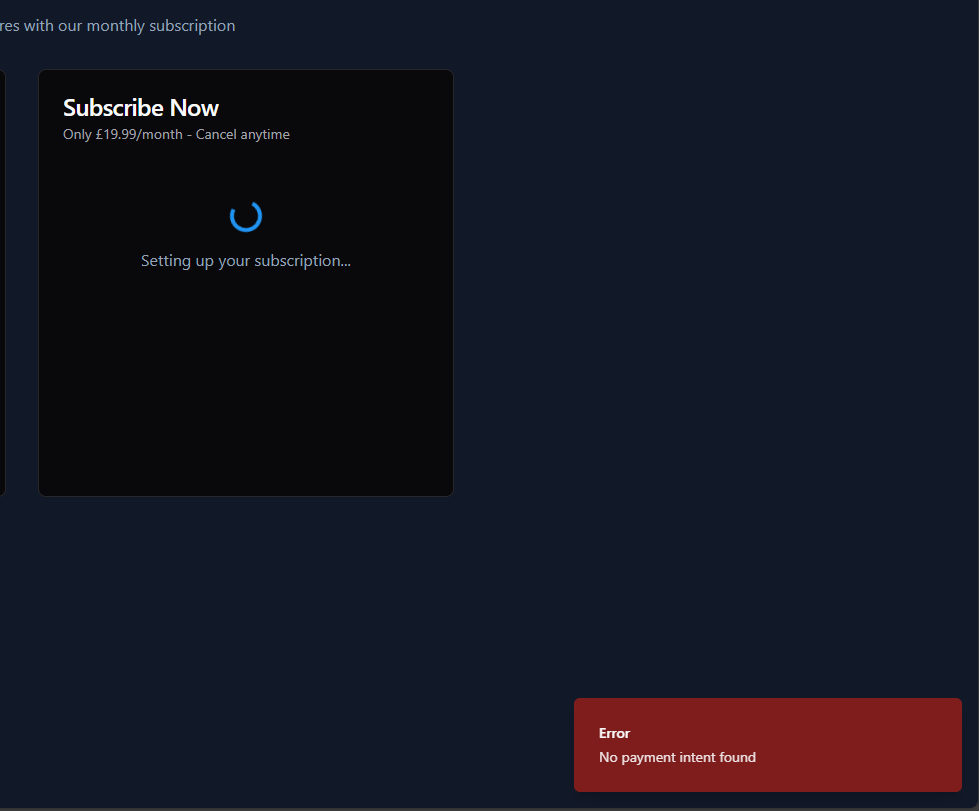 res with our monthly subscription
Subscribe Now
Only £19.99/month - Cancel anytime
Setting up your subscription...
Error
No payment intent found